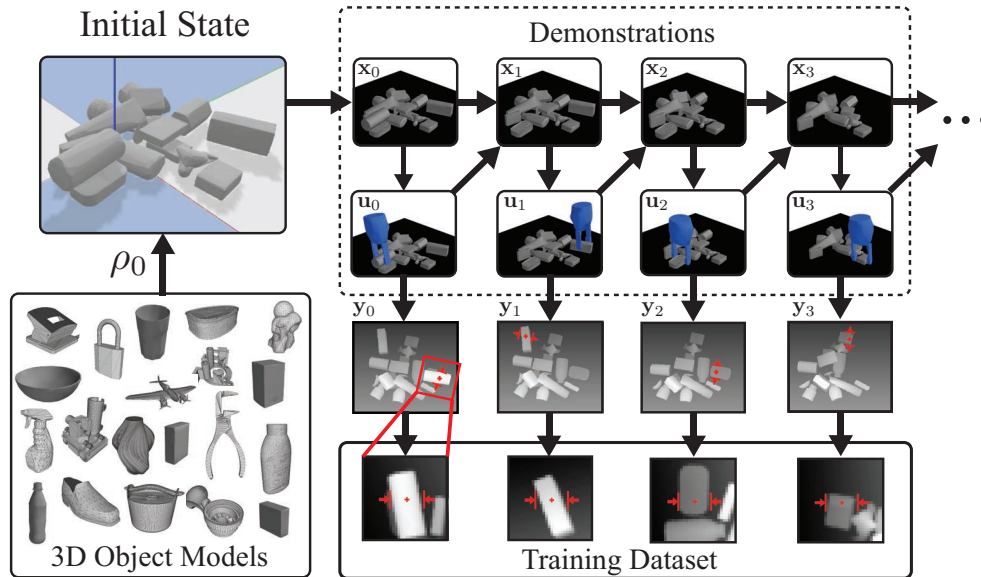 Initial State
Demonstrations
x₀
x₁
x₂
x₃
u₀
u₁
u₂
u₃
ρ₀
y₀
y₁
y₂
y₃
3D Object Models
Training Dataset